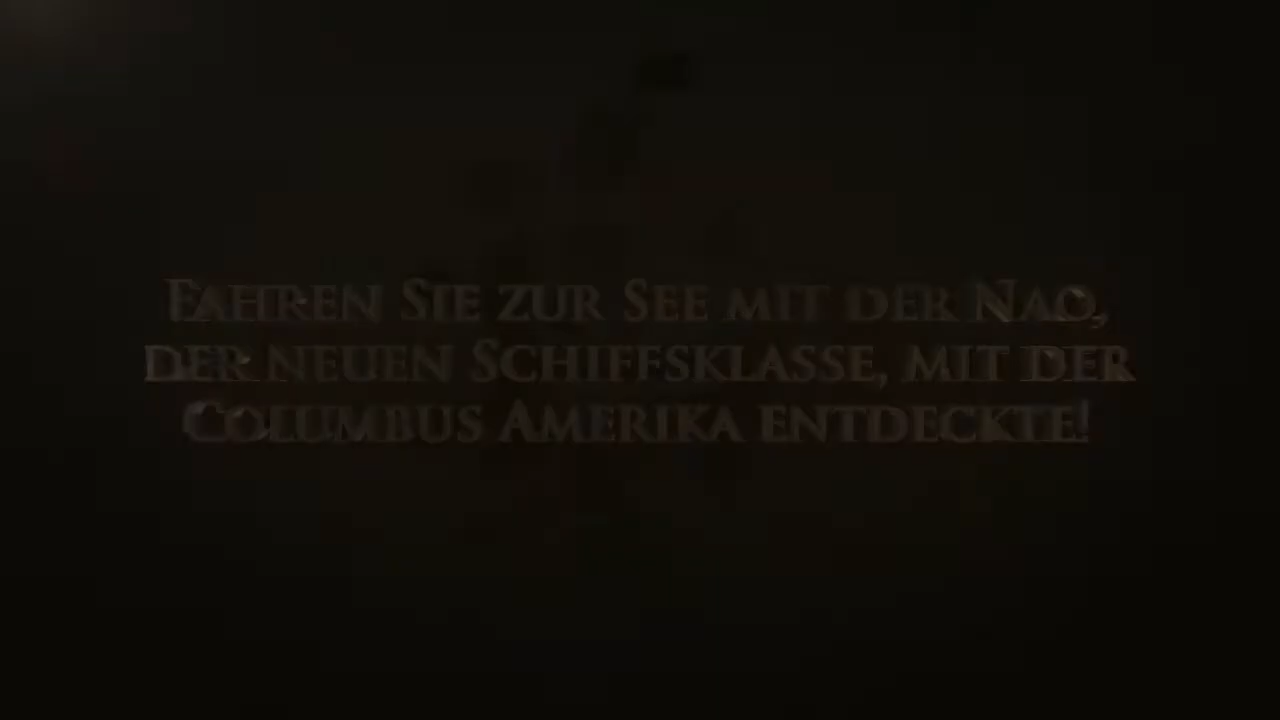 Fahren Sie zur See mit der Nao,
der neuen Schiffsklasse, mit der
Columbus Amerika entdeckte!